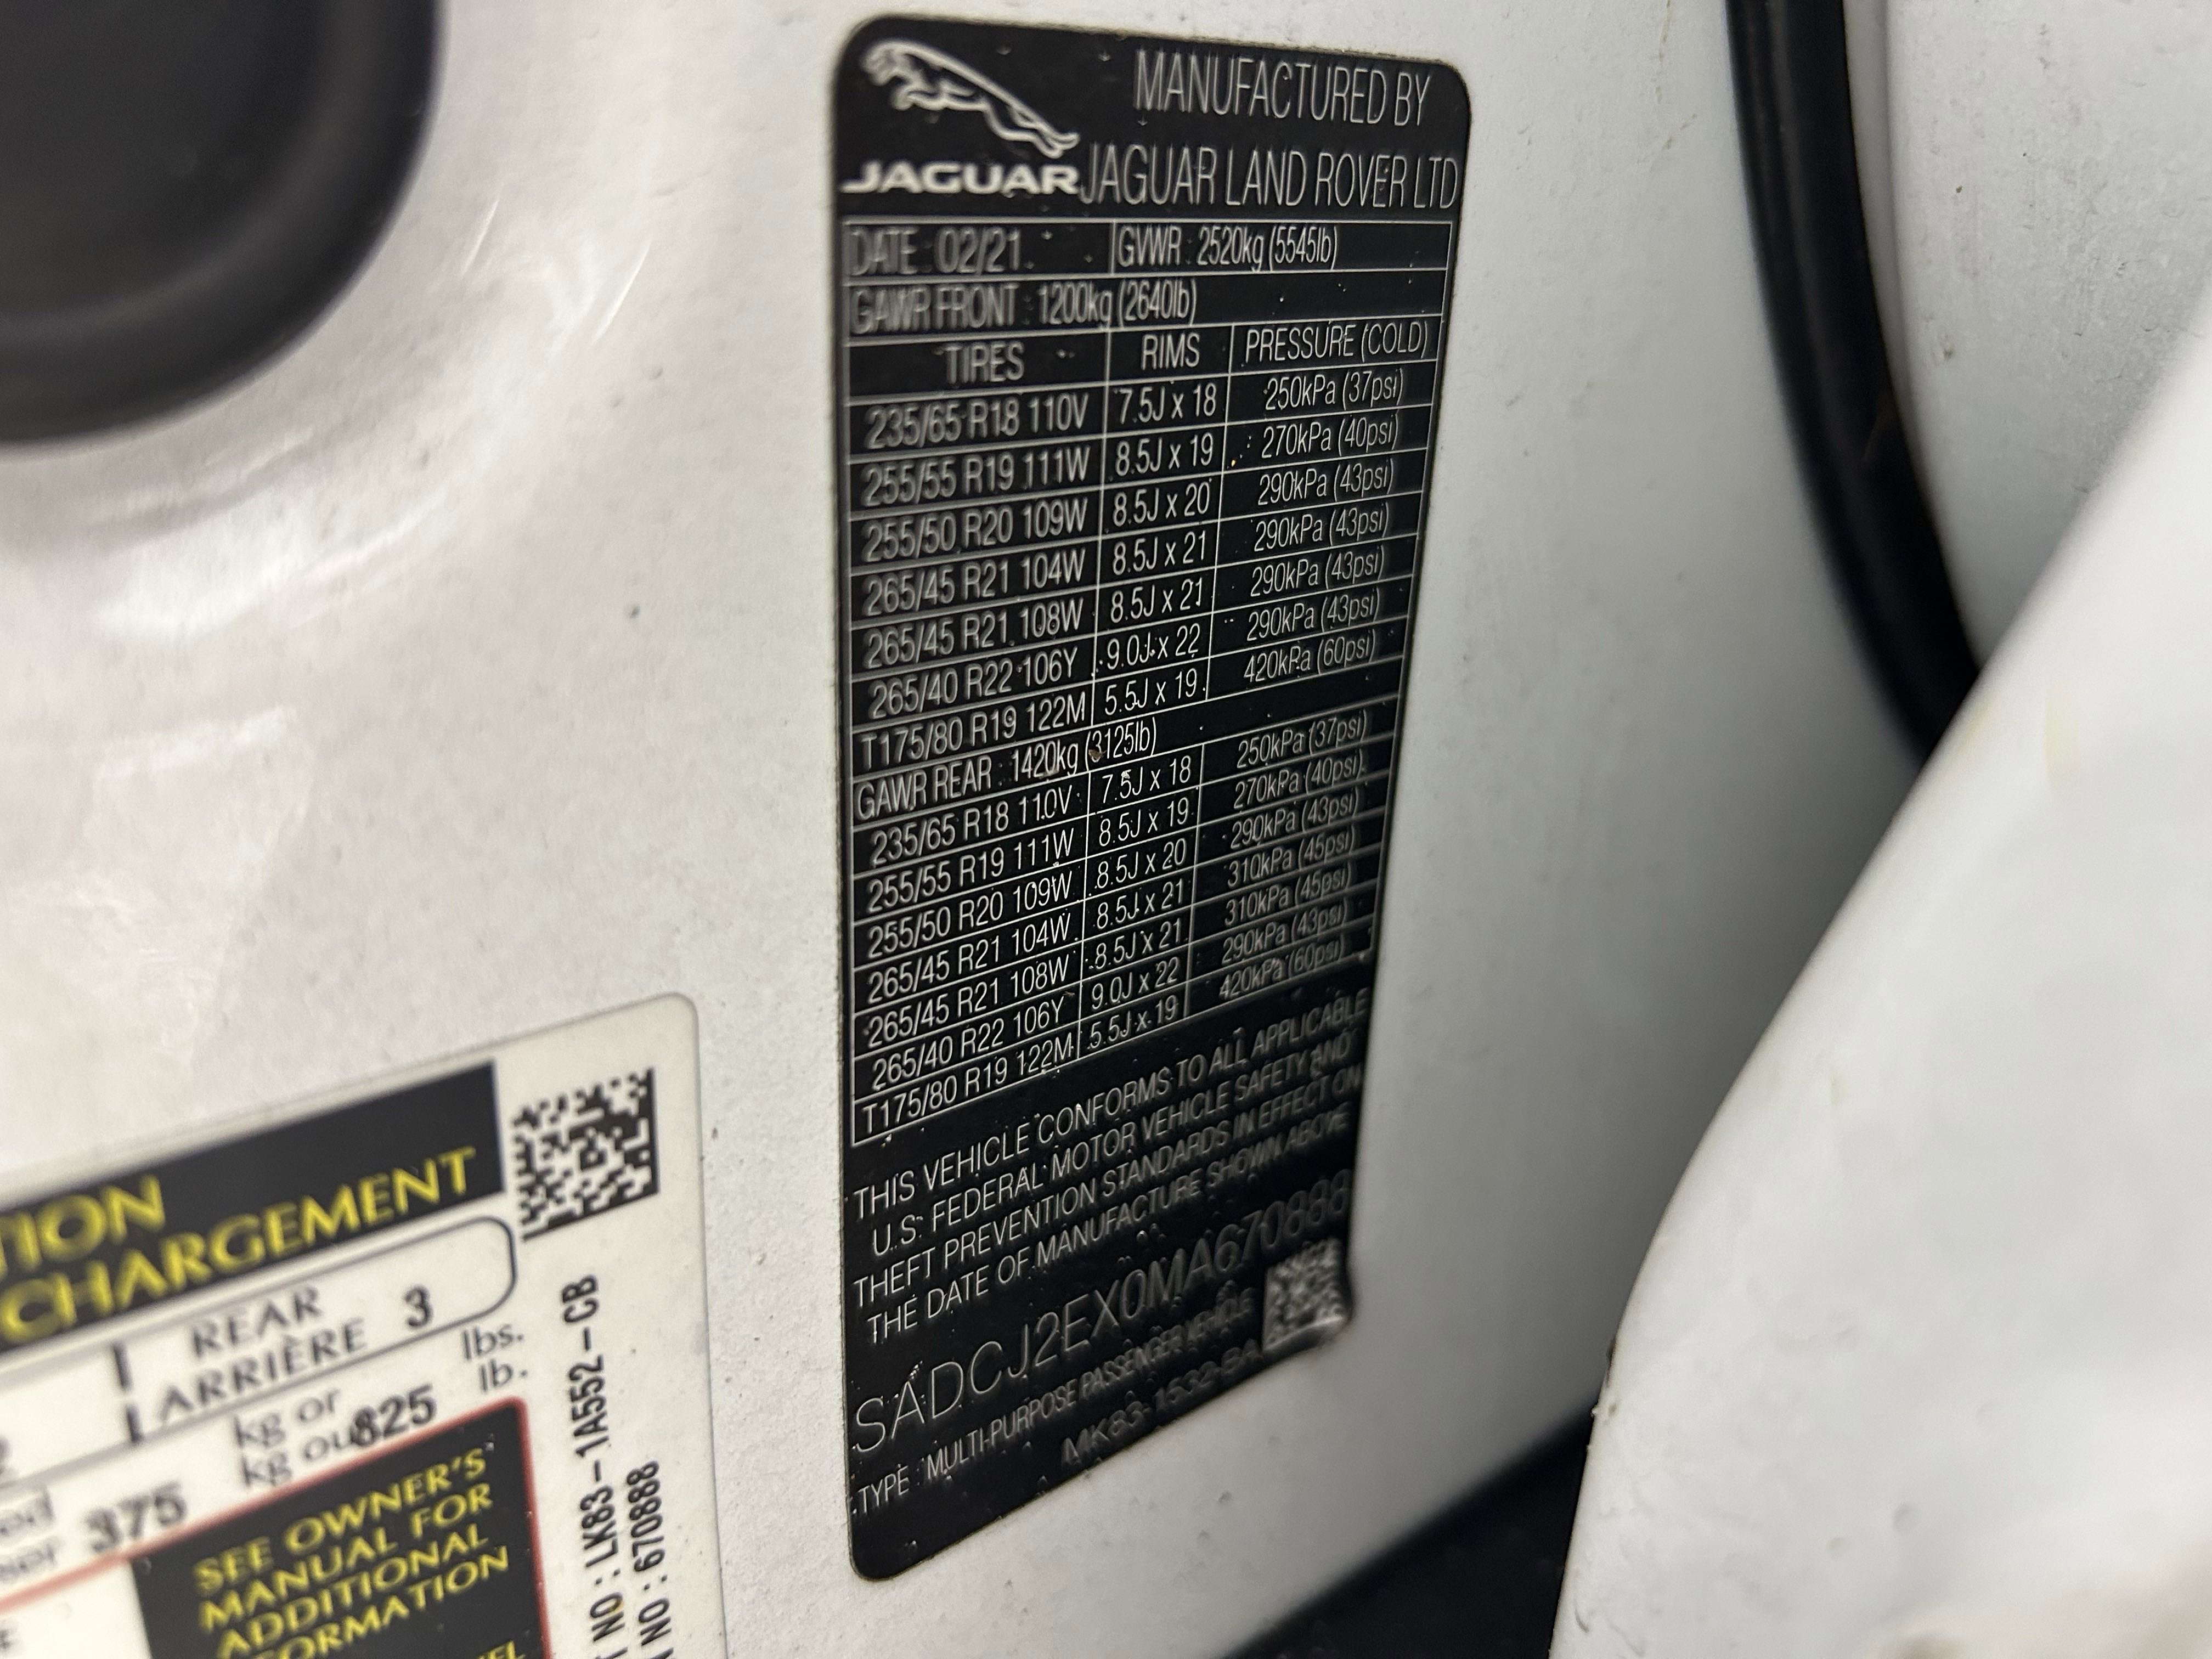 JAGUAR
MANUFACTURED BY
JAGUAR LAND ROVER LTD
DATE : 02/21 GVWR : 2520kg (5545lb)
GAWR FRONT : 1200kg (2640lb)
TIRES RIMS PRESSURE (COLD)
235/65 R18 110V 7.5J x 18 250kPa (37psi)
255/55 R19 111W 8.5J x 19 270kPa (40psi)
255/50 R20 109W 8.5J x 20 290kPa (43psi)
265/45 R21 104W 8.5J x 21 290kPa (43psi)
265/45 R21 108W 8.5J x 21 290kPa (43psi)
265/40 R22 106Y 9.0J x 22 290kPa (43psi)
T175/80 R19 122M 5.5J x 19 420kPa (60psi)
GAWR REAR : 1420kg (3125lb)
235/65 R18 110V 7.5J x 18 250kPa (37psi)
255/55 R19 111W 8.5J x 19 270kPa (40psi)
255/50 R20 109W 8.5J x 20 290kPa (43psi)
265/45 R21 104W 8.5J x 21 310kPa (45psi)
265/45 R21 108W 8.5J x 21 310kPa (45psi)
265/40 R22 106Y 9.0J x 22 290kPa (43psi)
T175/80 R19 122M 5.5J x 19 420kPa (60psi)
THIS VEHICLE CONFORMS TO ALL APPLICABLE
U.S. FEDERAL MOTOR VEHICLE SAFETY AND
THEFT PREVENTION STANDARDS IN EFFECT ON
THE DATE OF MANUFACTURE SHOWN ABOVE
SADCJ2EX0MA670888
TYPE : MULTI-PURPOSE PASSENGER VEHICLE
MK83-1532-BA
TION
CHARGEMENT
REAR
ARRIÈRE 3
kg or lbs.
kg ou 825 lb.
375
SEE OWNER'S
MANUAL FOR
ADDITIONAL
FORMATION
T NO : LK83-1A552-CB
N NO : 670888